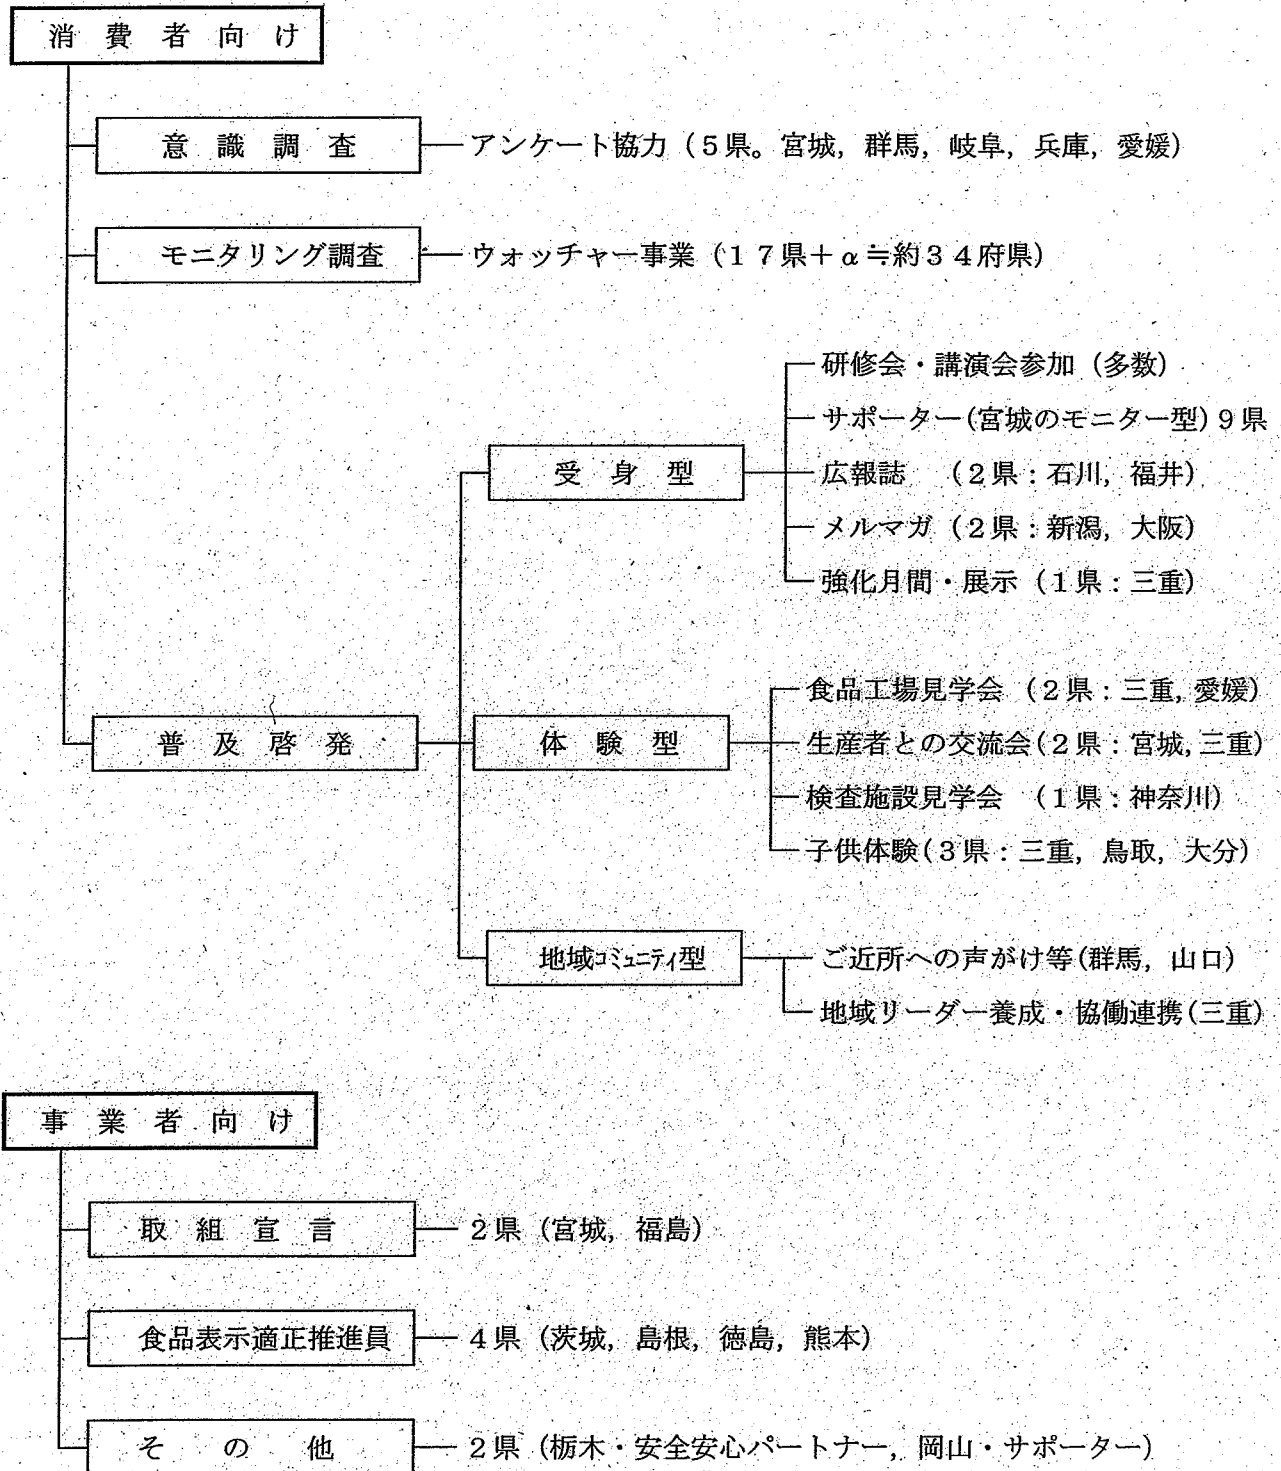 消費者向け
意識調査 アンケート協力（５県。宮城，群馬，岐阜，兵庫，愛媛）
モニタリング調査 ウォッチャー事業（１７県＋α≒約３４府県）
研修会・講演会参加（多数）
サポーター(宮城のモニター型)９県
受身型 広報誌　（２県：石川，福井）
メルマガ（２県：新潟，大阪）
強化月間・展示（１県：三重）
食品工場見学会（２県：三重，愛媛）
普及啓発 体験型 生産者との交流会(２県：宮城，三重)
検査施設見学会　（１県：神奈川）
子供体験(３県：三重，鳥取，大分)
地域ｺﾐｭﾆﾃｨ型 ご近所への声がけ等(群馬，山口)
地域リーダー養成・協働連携(三重)
事業者向け
取組宣言 ２県（宮城，福島）
食品表示適正推進員 ４県（茨城，島根，徳島，熊本）
その他 ２県（栃木・安全安心パートナー，岡山・サポーター）